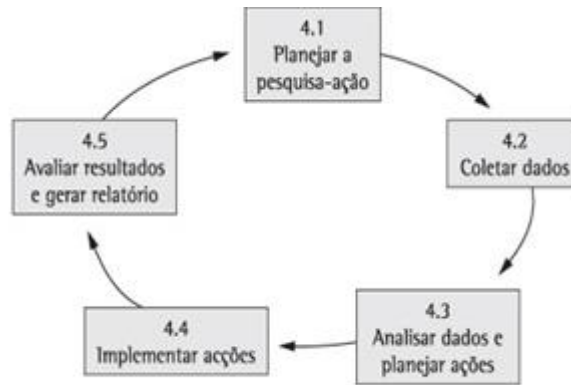 4.1
Planejar a
pesquisa-ação
4.2
Coletar dados
4.3
Analisar dados e
planejar ações
4.4
Implementar acções
4.5
Avaliar resultados
e gerar relatório